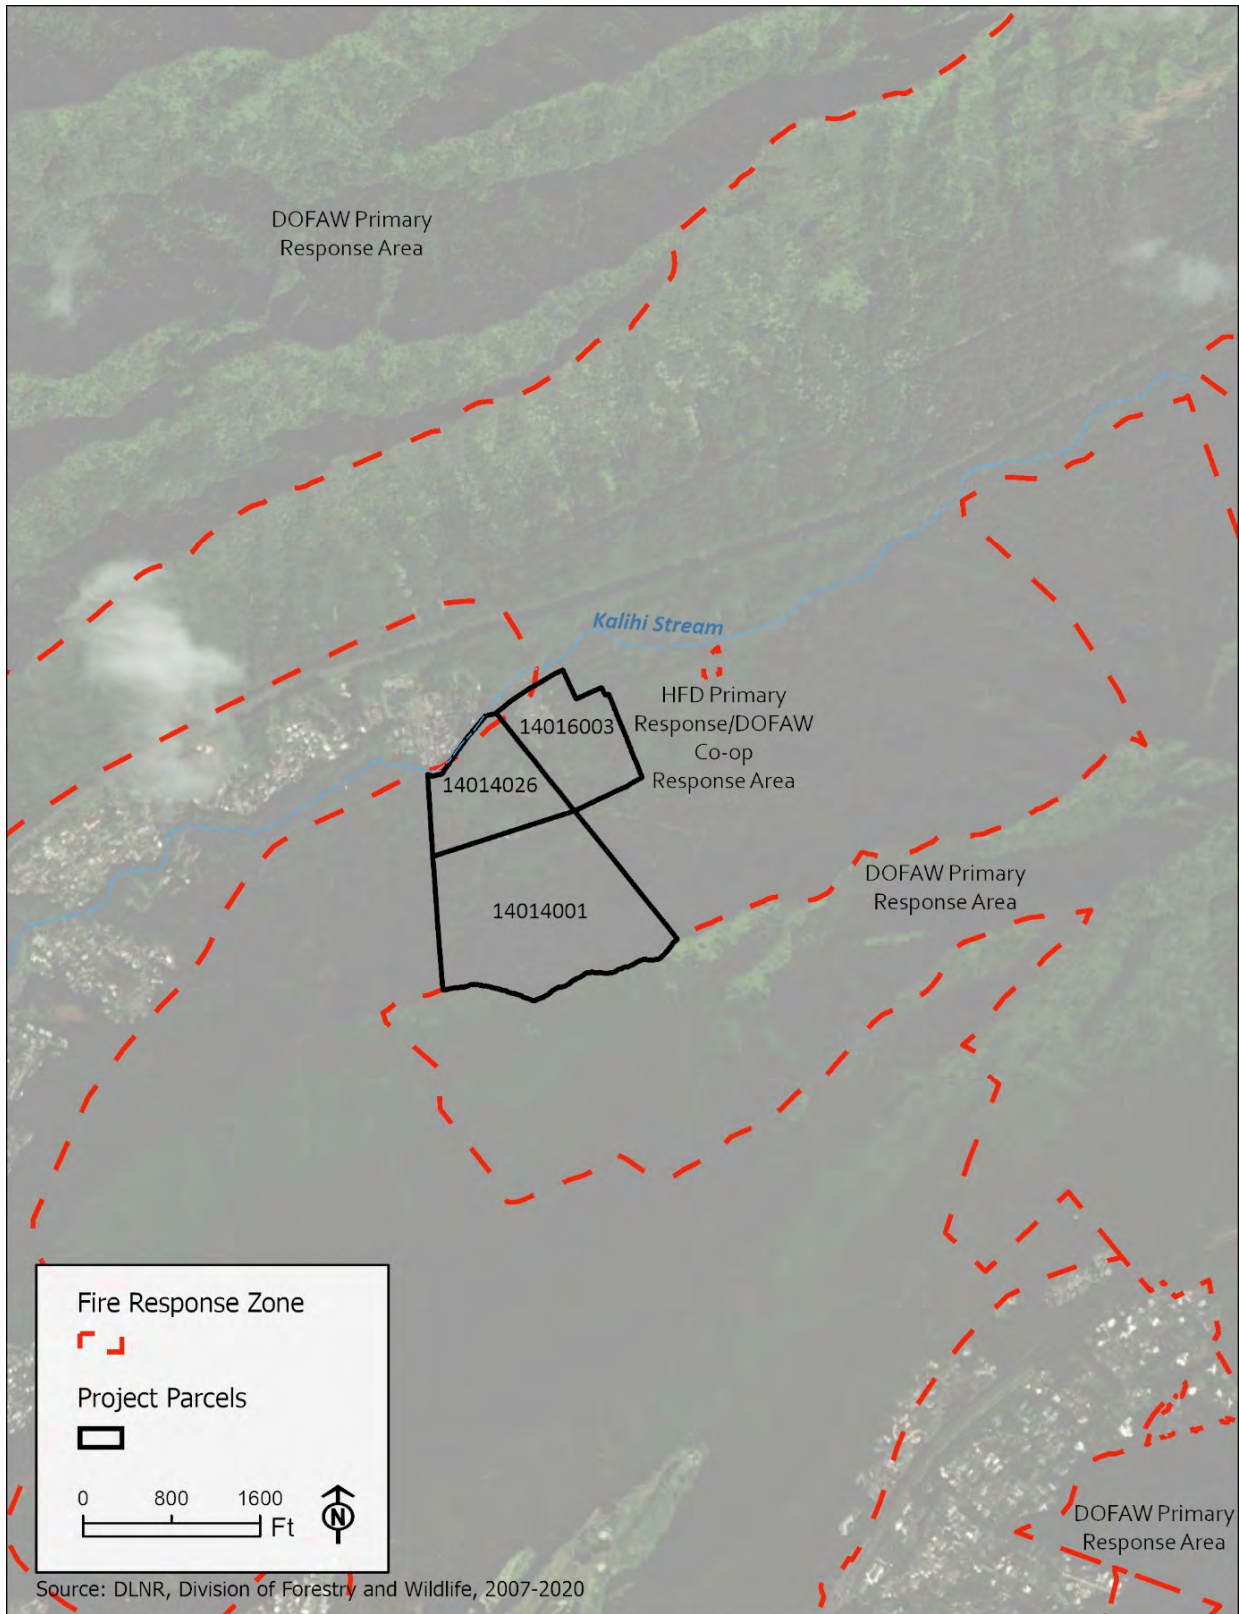 DOFAW Primary
Response Area
Kalihi Stream
HFD Primary
Response/DOFAW
Co-op
Response Area
14016003
14014026
DOFAW Primary
Response Area
14014001
Fire Response Zone
Project Parcels
0 800 1600
Ft
N
DOFAW Primary
Response Area
Source: DLNR, Division of Forestry and Wildlife, 2007-2020